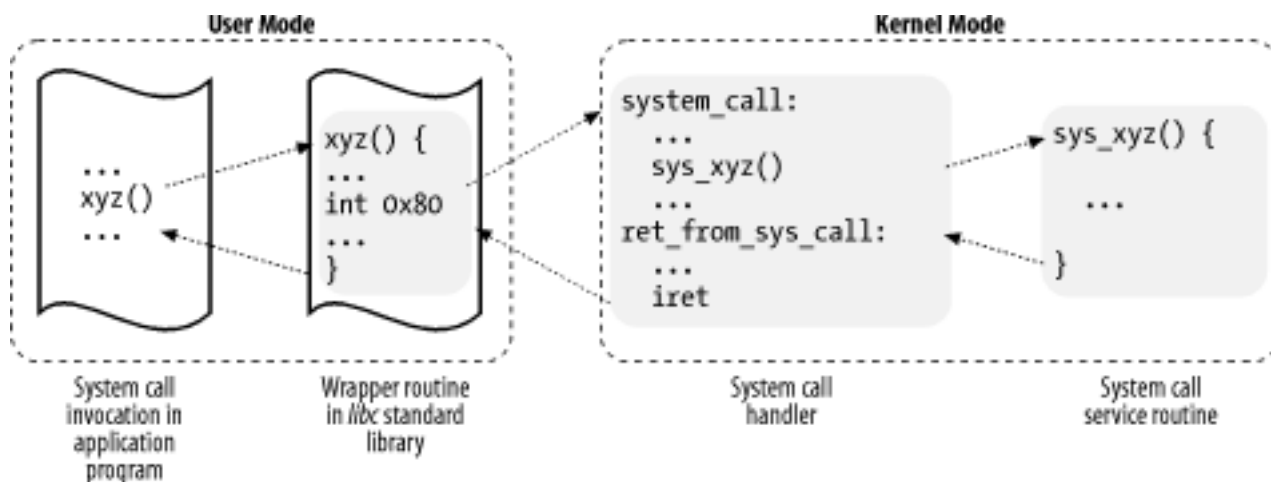 User Mode
Kernel Mode
...
xyz()
...
xyz() {
...
int 0x80
...
}
system_call:
...
sys_xyz()
...
ret_from_sys_call:
...
iret
sys_xyz() {
...
}
System call
invocation in
application
program
Wrapper routine
in libc standard
library
System call
handler
System call
service routine